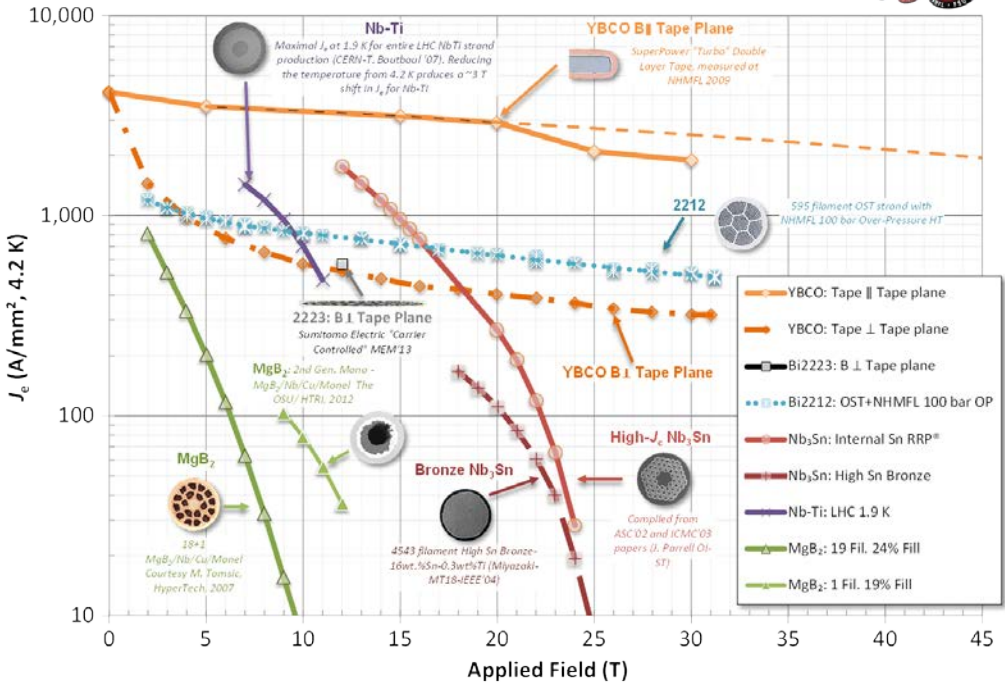 10,000
1,000
100
10
Jₑ (A/mm², 4.2 K)
0
5
10
15
20
25
30
35
40
45
Applied Field (T)
Nb-Ti
Maximal Jₑ at 1.9 K for entire LHC NbTi strand
production (CERN-T. Boutboul '07). Reducing
the temperature from 4.2 K prduces a ~3 T
shift in Jₑ for Nb-Ti
YBCO B∥ Tape Plane
SuperPower "Turbo" Double
Layer Tape, measured at
NHMFL 2009
2212
595 filament OST strand with
NHMFL 100 bar Over-Pressure HT
2223: B⊥ Tape Plane
Sumitomo Electric "Carrier
Controlled" MEM'13
MgB₂: 2nd Gen. Mono -
MgB₂/Nb/Cu/Monel The
OSU/ HTRI, 2012
YBCO B⊥ Tape Plane
MgB₂
18+1
MgB₂/Nb/Cu/Monel
Courtesy M. Tomsic,
HyperTech, 2007
Bronze Nb₃Sn
4543 filament High Sn Bronze-
16wt.%Sn-0.3wt%Ti (Miyazaki-
MT18-IEEE'04)
High-J꜀ Nb₃Sn
Compiled from
ASC'02 and ICMC'03
papers (J. Parrell OI-
ST)
YBCO: Tape ∥ Tape plane
YBCO: Tape ⊥ Tape plane
Bi2223: B ⊥ Tape plane
Bi2212: OST+NHMFL 100 bar OP
Nb₃Sn: Internal Sn RRP®
Nb₃Sn: High Sn Bronze
Nb-Ti: LHC 1.9 K
MgB₂: 19 Fil. 24% Fill
MgB₂: 1 Fil. 19% Fill